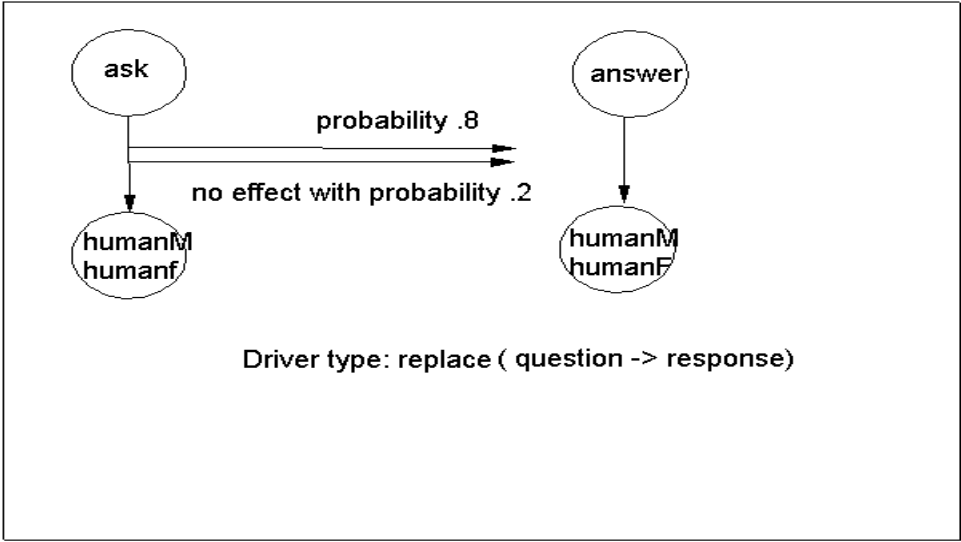 ask
answer
probability .8
no effect with probability .2
humanM
humanf
humanM
humanF
Driver type: replace ( question -> response)